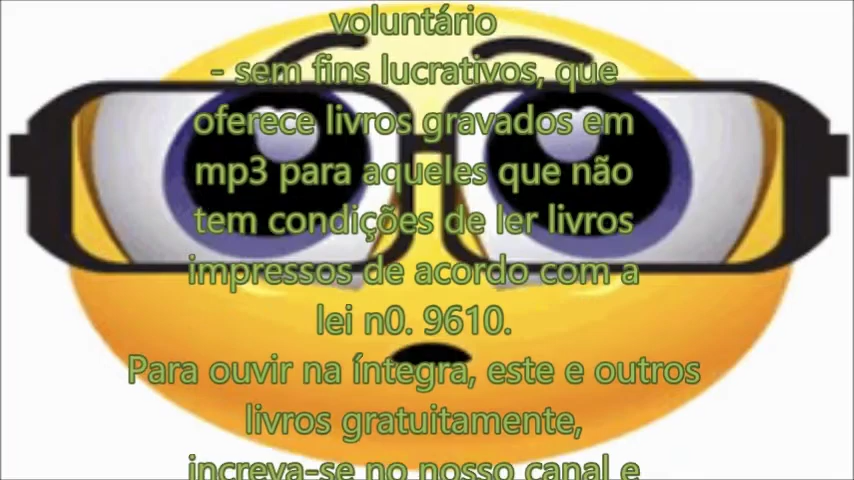 voluntário
- sem fins lucrativos, que
oferece livros gravados em
mp3 para aqueles que não
tem condições de ler livros
impressos de acordo com a
lei n0. 9610.
Para ouvir na íntegra, este e outros
livros gratuitamente,
increva-se no nosso canal e